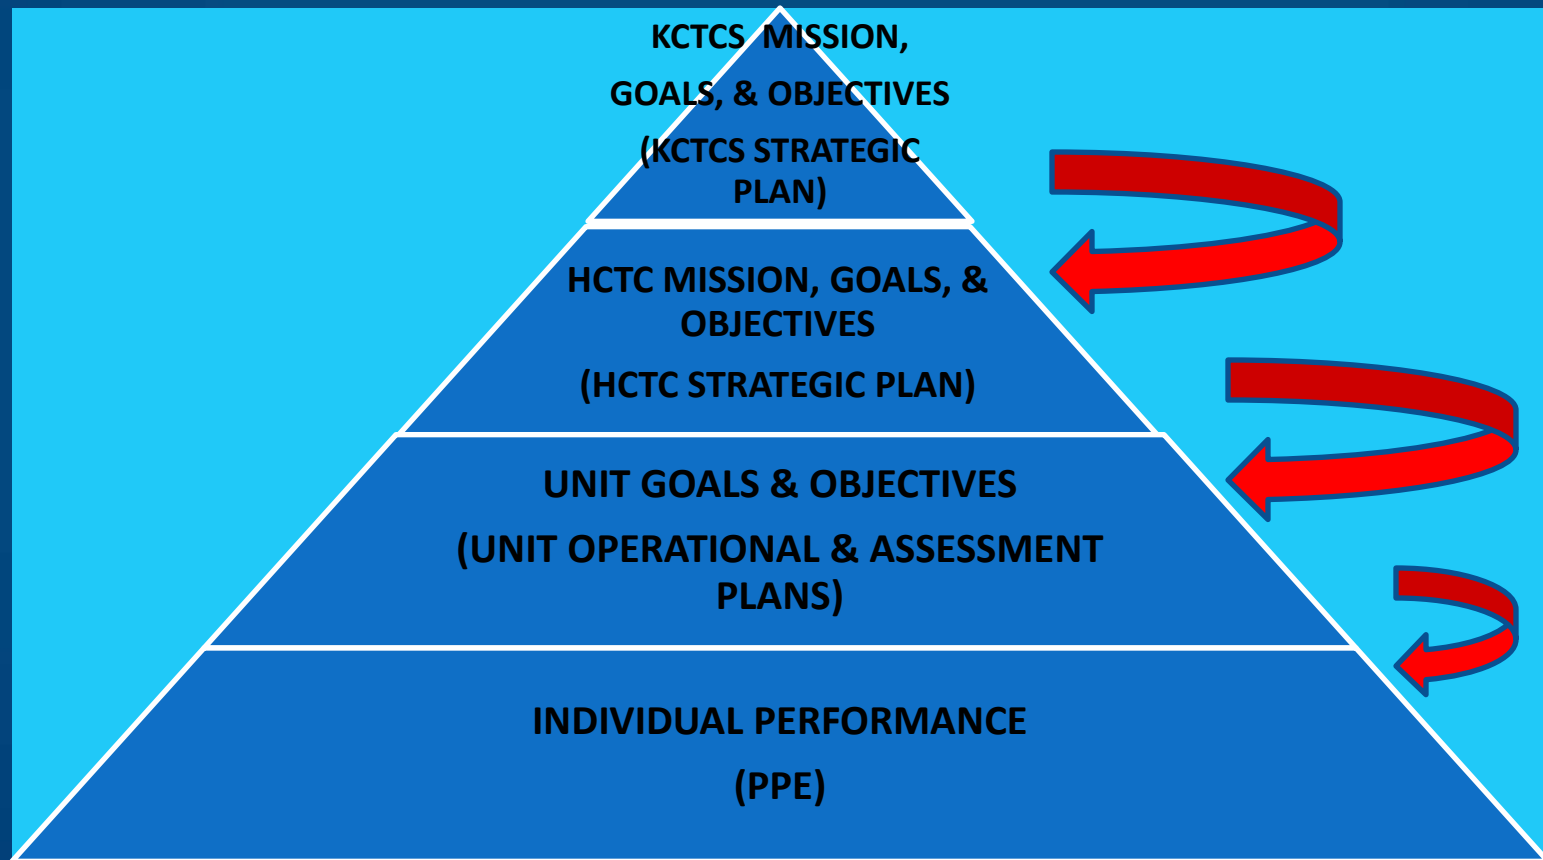 KCTCS MISSION,
GOALS, & OBJECTIVES
(KCTCS STRATEGIC
PLAN)
HCTC MISSION, GOALS, &
OBJECTIVES
(HCTC STRATEGIC PLAN)
UNIT GOALS & OBJECTIVES
(UNIT OPERATIONAL & ASSESSMENT
PLANS)
INDIVIDUAL PERFORMANCE
(PPE)